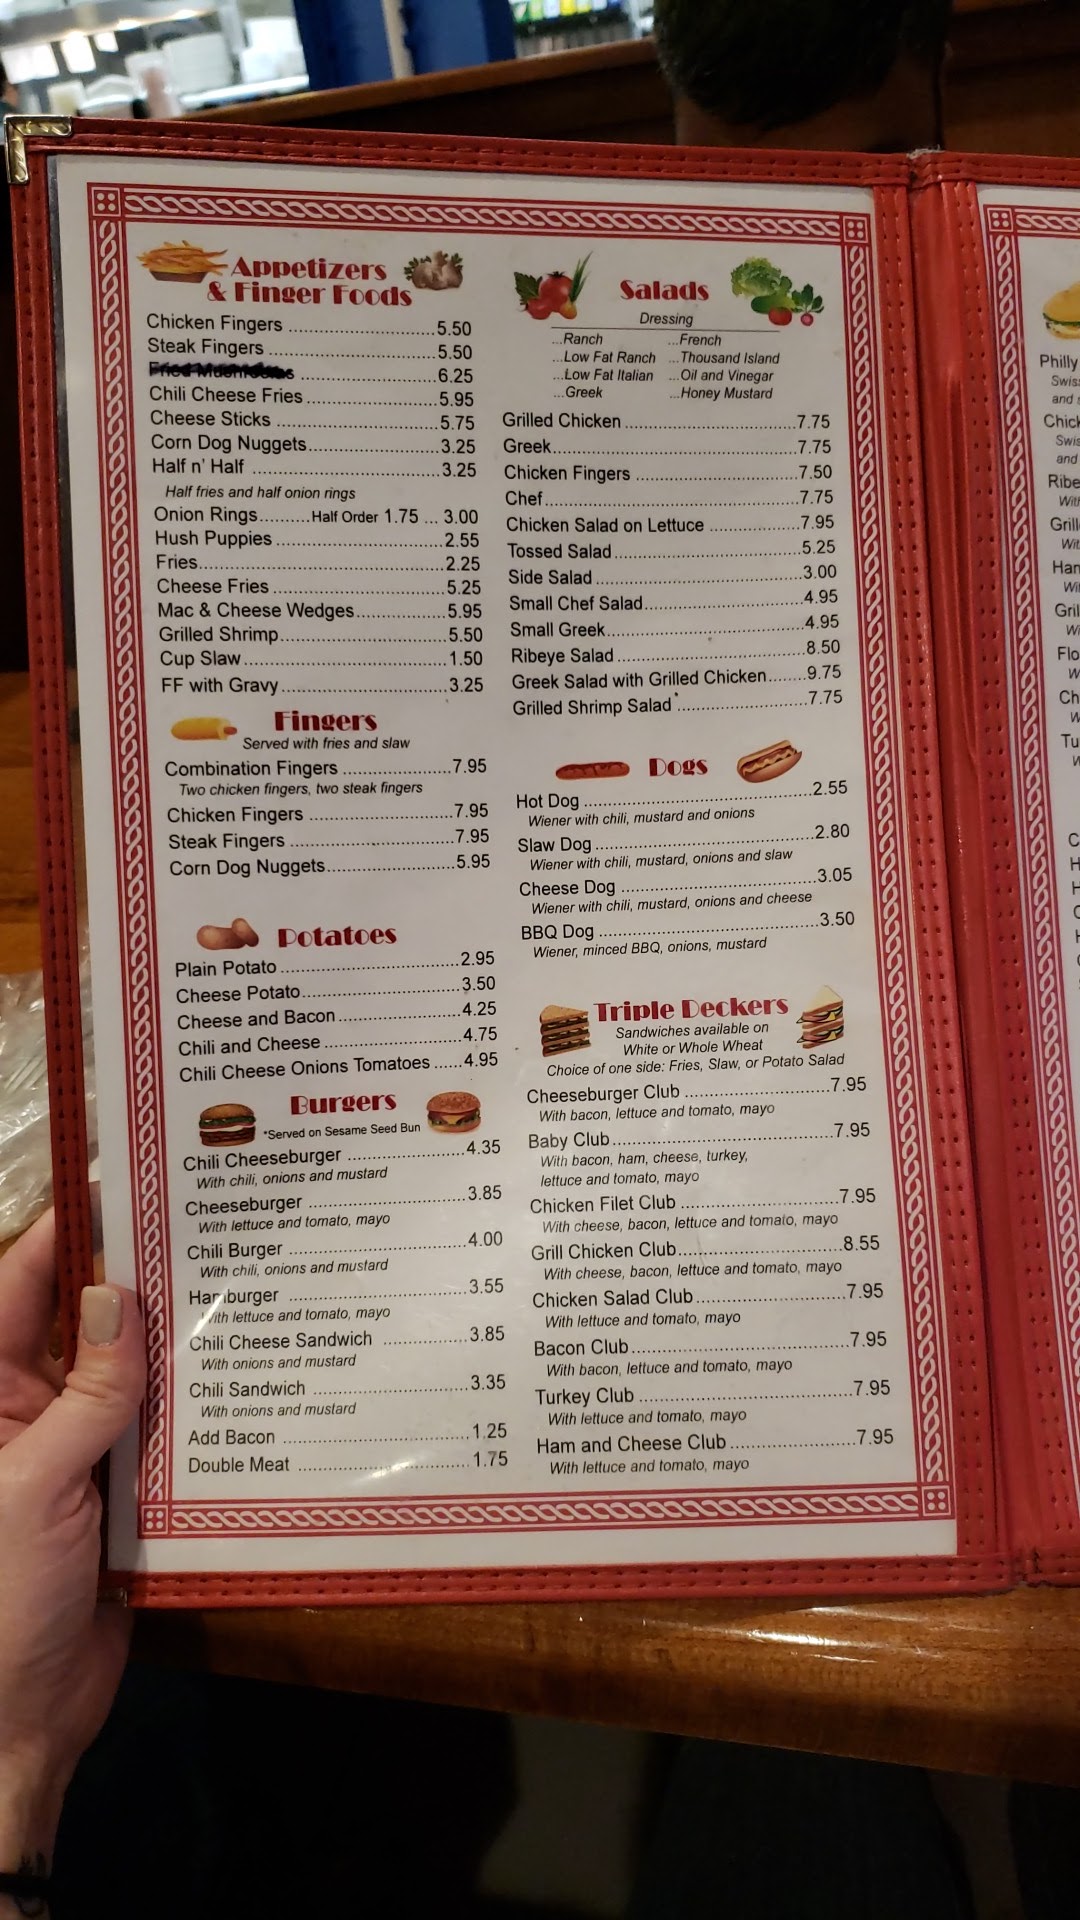 Appetizers
& Finger Foods
Chicken Fingers ..................................5.50
Steak Fingers .......................................5.50
Fried Mushrooms ...............................6.25
Chili Cheese Fries ...............................5.95
Cheese Sticks .....................................5.75
Corn Dog Nuggets...............................3.25
Half n' Half ...........................................3.25
Half fries and half onion rings
Onion Rings..........Half Order 1.75 ... 3.00
Hush Puppies ......................................2.55
Fries.......................................................2.25
Cheese Fries ........................................5.25
Mac & Cheese Wedges.......................5.95
Grilled Shrimp.......................................5.50
Cup Slaw ..............................................1.50
FF with Gravy .......................................3.25
Fingers
Served with fries and slaw
Combination Fingers .........................7.95
Two chicken fingers, two steak fingers
Chicken Fingers .................................7.95
Steak Fingers .....................................7.95
Corn Dog Nuggets..............................5.95
Potatoes
Plain Potato .........................................2.95
Cheese Potato.....................................3.50
Cheese and Bacon .............................4.25
Chili and Cheese ................................4.75
Chili Cheese Onions Tomatoes ......4.95
Burgers
*Served on Sesame Seed Bun
Chili Cheeseburger ...........................4.35
With chili, onions and mustard
Cheeseburger ....................................3.85
With lettuce and tomato, mayo
Chili Burger ........................................4.00
With chili, onions and mustard
Hamburger ........................................3.55
With lettuce and tomato, mayo
Chili Cheese Sandwich ....................3.85
With onions and mustard
Chili Sandwich ...................................3.35
With onions and mustard
Add Bacon ..........................................1.25
Double Meat .......................................1.75
Salads
Dressing
...Ranch ...French
...Low Fat Ranch ...Thousand Island
...Low Fat Italian ...Oil and Vinegar
...Greek ...Honey Mustard
Grilled Chicken .....................................7.75
Greek.....................................................7.75
Chicken Fingers ...................................7.50
Chef.......................................................7.75
Chicken Salad on Lettuce ....................7.95
Tossed Salad........................................5.25
Side Salad ............................................3.00
Small Chef Salad..................................4.95
Small Greek..........................................4.95
Ribeye Salad ........................................8.50
Greek Salad with Grilled Chicken........9.75
Grilled Shrimp Salad ...........................7.75
Dogs
Hot Dog ................................................2.55
Wiener with chili, mustard and onions
Slaw Dog ..............................................2.80
Wiener with chili, mustard, onions and slaw
Cheese Dog .........................................3.05
Wiener with chili, mustard, onions and cheese
BBQ Dog ..............................................3.50
Wiener, minced BBQ, onions, mustard
Triple Deckers
Sandwiches available on
White or Whole Wheat
Choice of one side: Fries, Slaw, or Potato Salad
Cheeseburger Club ..............................7.95
With bacon, lettuce and tomato, mayo
Baby Club..............................................7.95
With bacon, ham, cheese, turkey,
lettuce and tomato, mayo
Chicken Filet Club ................................7.95
With cheese, bacon, lettuce and tomato, mayo
Grill Chicken Club.................................8.55
With cheese, bacon, lettuce and tomato, mayo
Chicken Salad Club..............................7.95
With lettuce and tomato, mayo
Bacon Club...........................................7.95
With bacon, lettuce and tomato, mayo
Turkey Club ..........................................7.95
With lettuce and tomato, mayo
Ham and Cheese Club .........................7.95
With lettuce and tomato, mayo
Philly
and
and